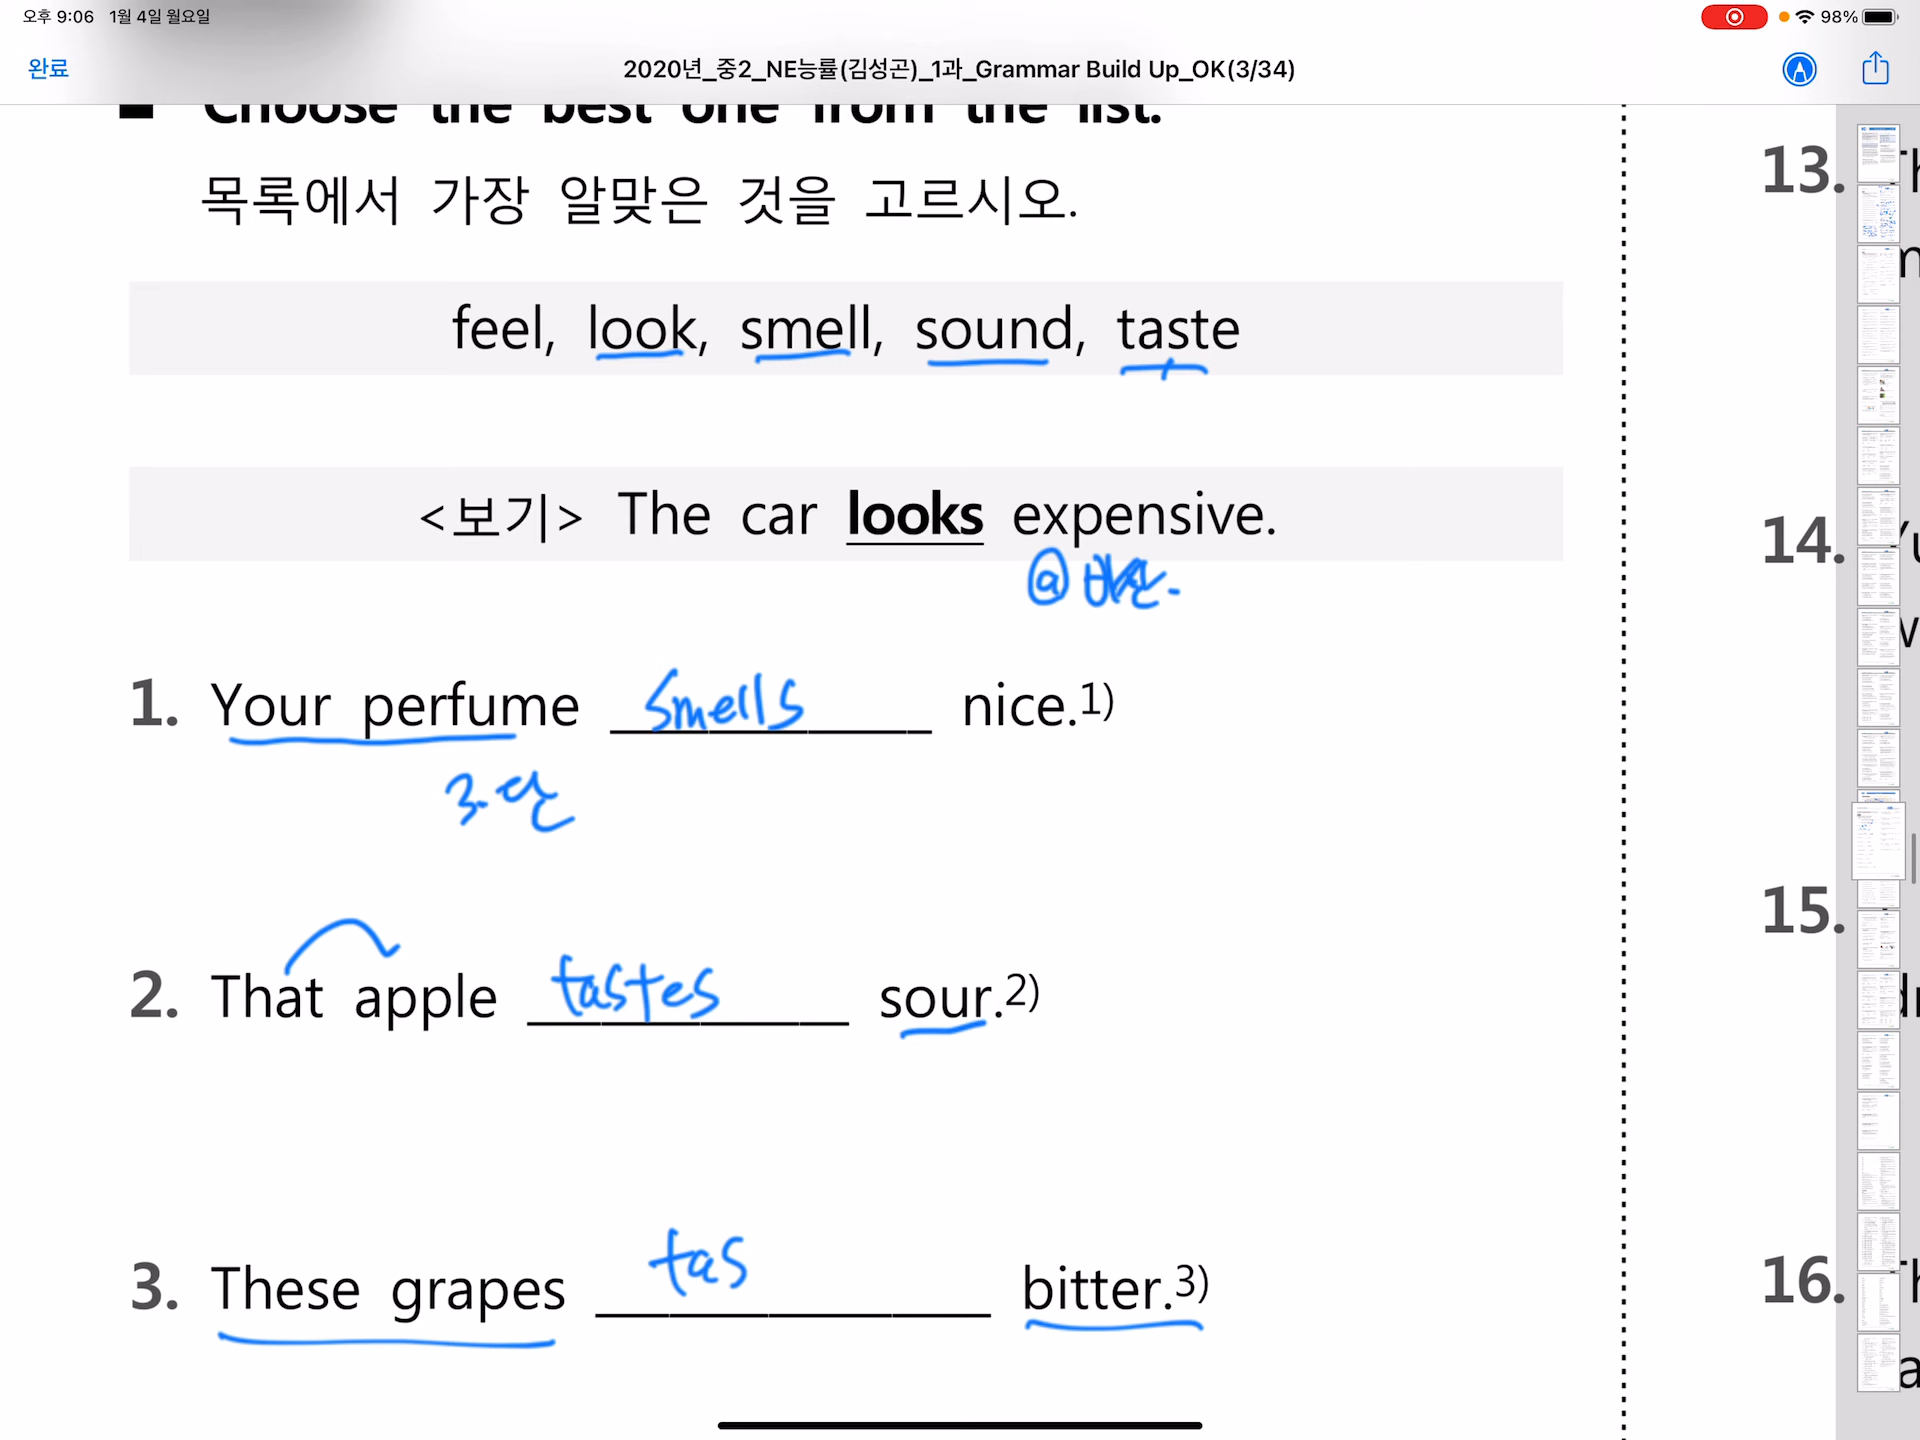 오후 9:06 1월 4일 월요일
98%
완료
2020년_중2_NE능률(김성곤)_1과_Grammar Build Up_OK(3/34)
Choose the best one from the list.
목록에서 가장 알맞은 것을 고르시오.
feel, look, smell, sound, taste
<보기> The car looks expensive.
ⓐ 비싼
1. Your perfume smells nice.1)
3.단
2. That apple tastes sour.2)
3. These grapes tas bitter.3)
13.
14.
15.
16.